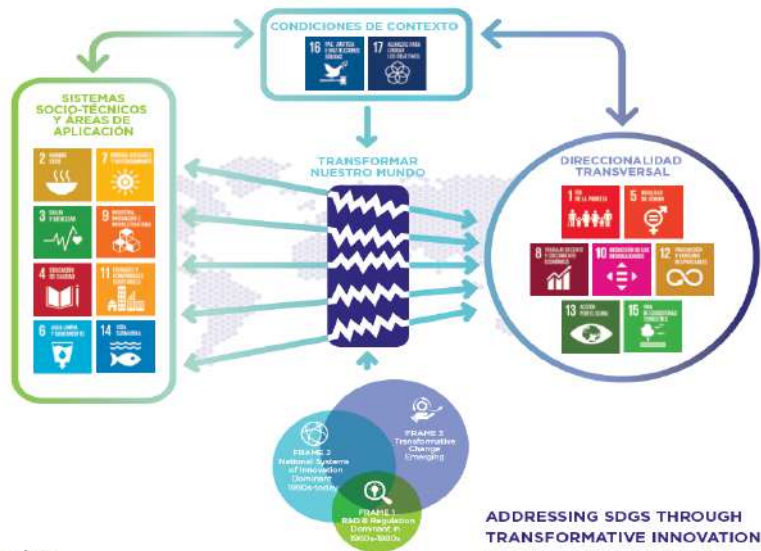 CONDICIONES DE CONTEXTO
16 PAZ, JUSTICIA
E INSTITUCIONES
SÓLIDAS
17 ALIANZAS PARA
LOGRAR
LOS OBJETIVOS
SISTEMAS
SOCIO-TÉCNICOS
Y ÁREAS DE
APLICACIÓN
2 HAMBRE
CERO
7
3 SALUD
Y BIENESTAR
9 INDUSTRIA,
INNOVACIÓN E
INFRAESTRUCTURA
4 EDUCACIÓN
DE CALIDAD
11 CIUDADES Y
COMUNIDADES
SOSTENIBLES
6 AGUA LIMPIA
Y SANEAMIENTO
14 VIDA
SUBMARINA
TRANSFORMAR
NUESTRO MUNDO
DIRECCIONALIDAD
TRANSVERSAL
1 FIN
DE LA POBREZA
5 IGUALDAD
DE GÉNERO
8 TRABAJO DECENTE
Y CRECIMIENTO
ECONÓMICO
10 REDUCCIÓN DE LAS
DESIGUALDADES
12 PRODUCCIÓN
Y CONSUMO
RESPONSABLES
13 ACCIÓN
POR EL CLIMA
15 VIDA
DE ECOSISTEMAS
TERRESTRES
FRAME 3
Transformative
Change
Emerging
FRAME 2
National Systems
of Innovation
Dominant
1990s-today
FRAME 1
R&D & Regulation
Dominant in
1960s-1980s
ADDRESSING SDGS THROUGH
TRANSFORMATIVE INNOVATION